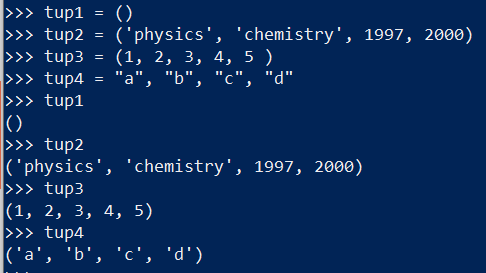 >>> tup1 = ()
>>> tup2 = ('physics', 'chemistry', 1997, 2000)
>>> tup3 = (1, 2, 3, 4, 5 )
>>> tup4 = "a", "b", "c", "d"
>>> tup1
()
>>> tup2
('physics', 'chemistry', 1997, 2000)
>>> tup3
(1, 2, 3, 4, 5)
>>> tup4
('a', 'b', 'c', 'd')